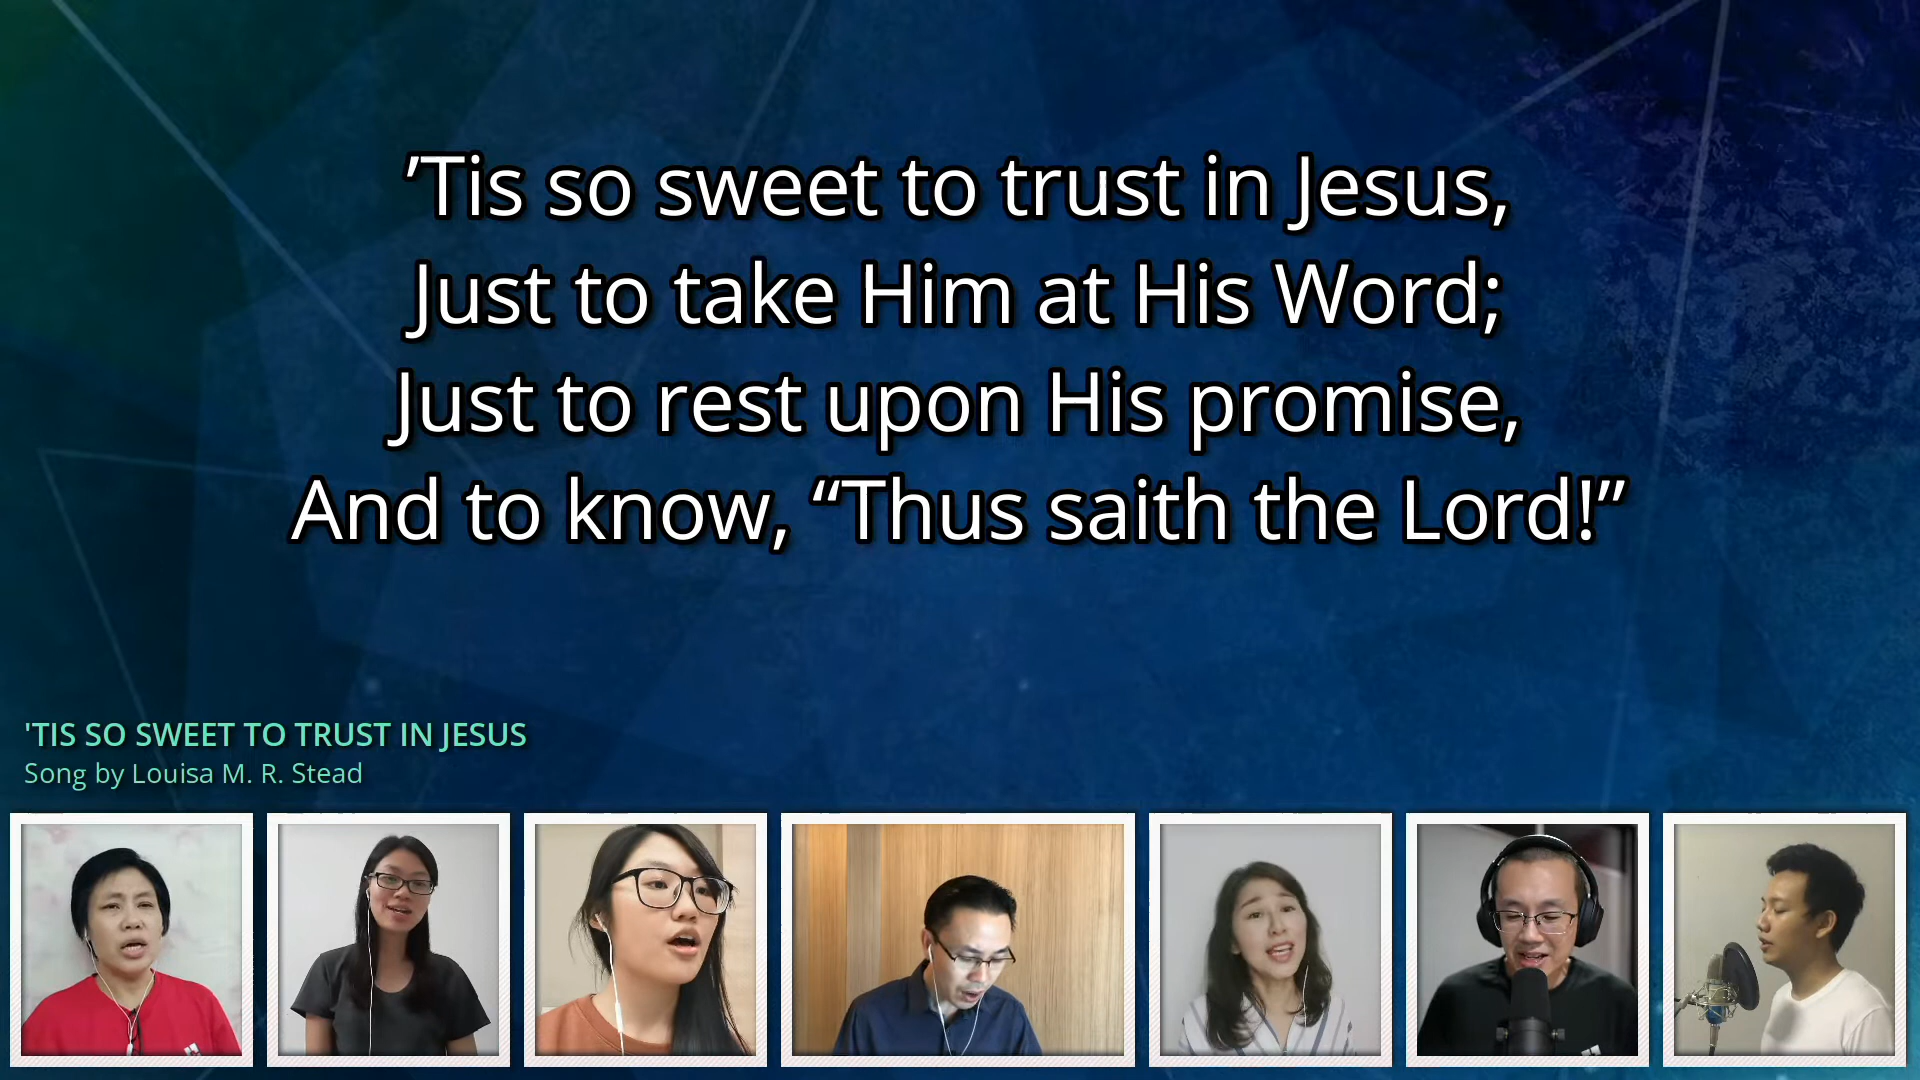 ’Tis so sweet to trust in Jesus,
Just to take Him at His Word;
Just to rest upon His promise,
And to know, “Thus saith the Lord!”
'TIS SO SWEET TO TRUST IN JESUS
Song by Louisa M. R. Stead